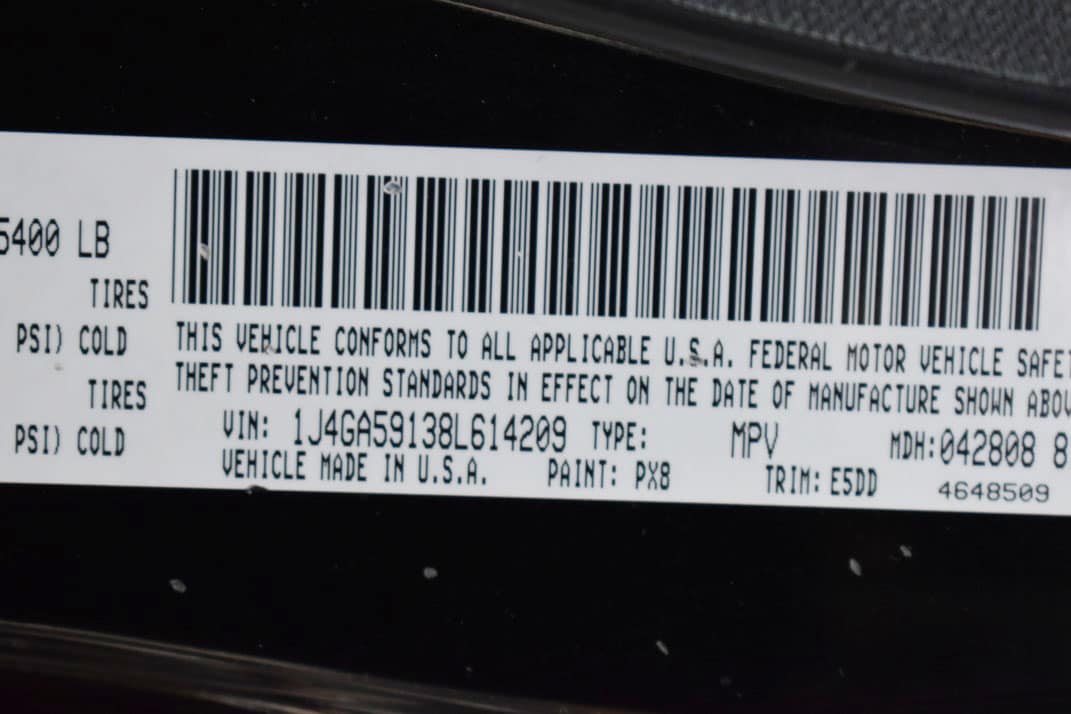 5400 LB
TIRES
PSI) COLD
TIRES
PSI) COLD
THIS VEHICLE CONFORMS TO ALL APPLICABLE U.S.A. FEDERAL MOTOR VEHICLE SAFET
THEFT PREVENTION STANDARDS IN EFFECT ON THE DATE OF MANUFACTURE SHOWN ABOV
VIN: 1J4GA59138L614209 TYPE: MPV MDH:042808 8
VEHICLE MADE IN U.S.A. PAINT: PX8 TRIM: E5DD 4648509